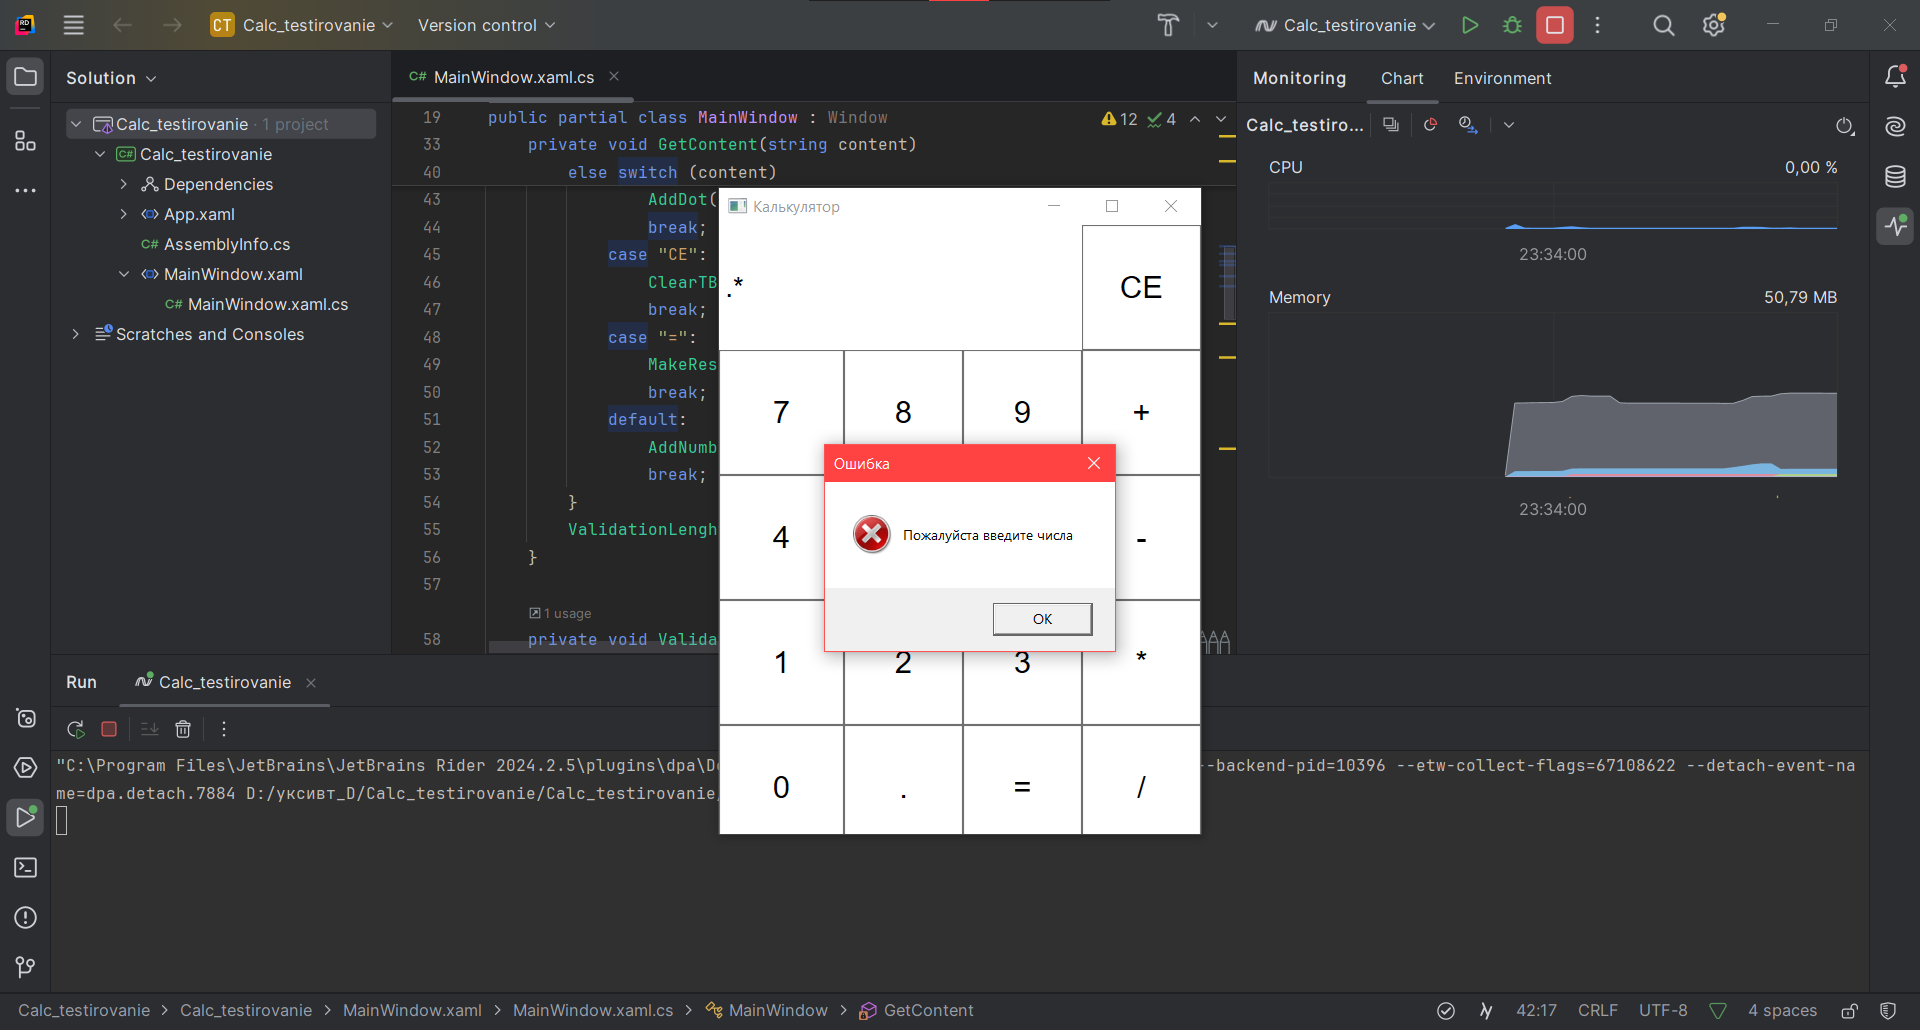 CT Calc_testirovanie Version control Calc_testirovanie
Solution
Calc_testirovanie · 1 project
Calc_testirovanie
Dependencies
App.xaml
C# AssemblyInfo.cs
MainWindow.xaml
C# MainWindow.xaml.cs
Scratches and Consoles
C# MainWindow.xaml.cs
12 4
19 public partial class MainWindow : Window
33 private void GetContent(string content)
40 else switch (content)
43 AddDot(
44 break;
45 case "CE":
46 ClearTB
47 break;
48 case "=":
49 MakeRes
50 break;
51 default:
52 AddNumb
53 break;
54 }
55 ValidationLengh
56 }
57
1 usage
58 private void Valida
Калькулятор
.*
CE
7 8 9 +
4 -
1 2 3 *
0 . = /
Ошибка
Пожалуйста введите числа
OK
Monitoring Chart Environment
Calc_testiro...
CPU 0,00 %
23:34:00
Memory 50,79 MB
23:34:00
Run Calc_testirovanie
"C:\Program Files\JetBrains\JetBrains Rider 2024.2.5\plugins\dpa\D
--backend-pid=10396 --etw-collect-flags=67108622 --detach-event-na
me=dpa.detach.7884 D:/уксивт_D/Calc_testirovanie/Calc_testirovanie/
Calc_testirovanie > Calc_testirovanie > MainWindow.xaml > MainWindow.xaml.cs > MainWindow > GetContent
42:17 CRLF UTF-8 4 spaces